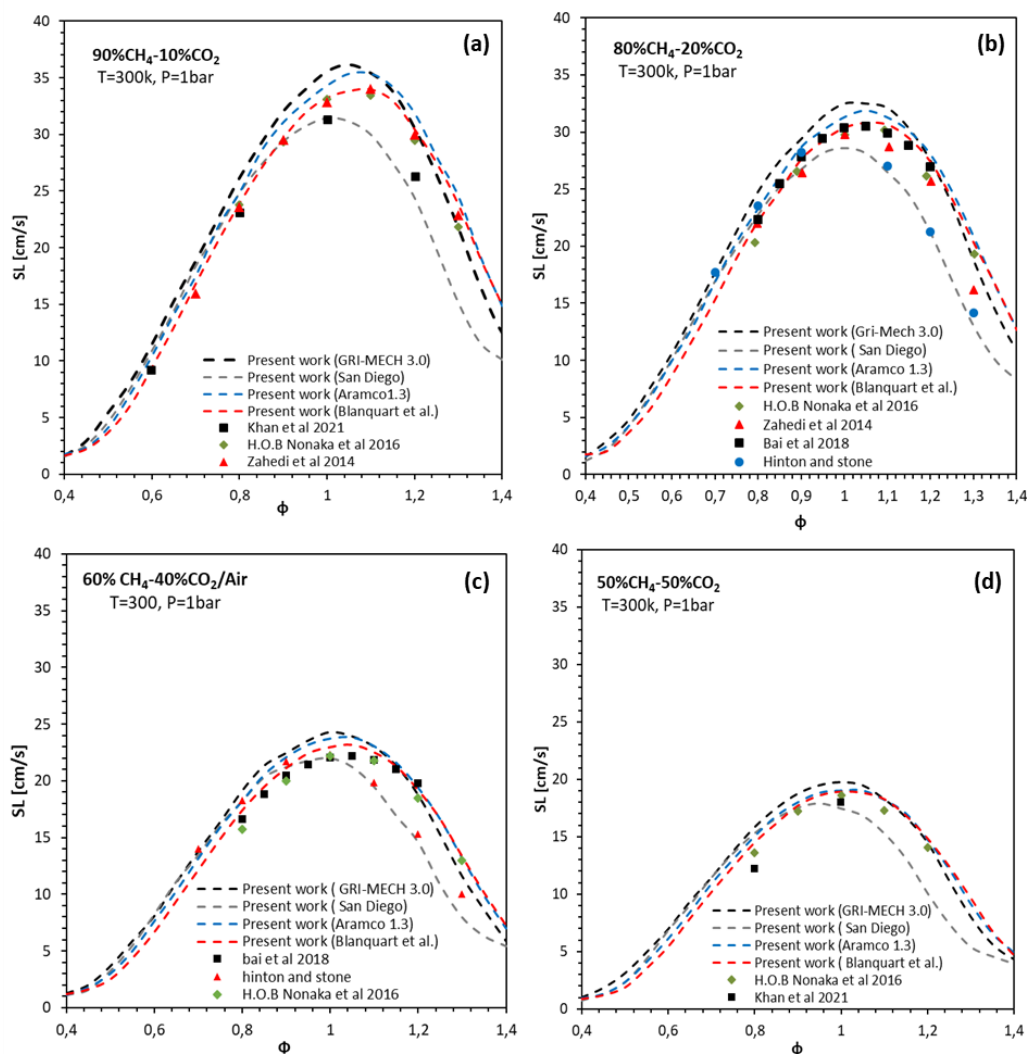 (a)
90%CH₄-10%CO₂
T=300k, P=1bar
SL [cm/s]
40
35
30
25
20
15
10
5
0
Present work (GRI-MECH 3.0)
Present work (San Diego)
Present work (Aramco1.3)
Present work (Blanquart et al.)
Khan et al 2021
H.O.B Nonaka et al 2016
Zahedi et al 2014
0,4 0,6 0,8 1 1,2 1,4
ϕ
(b)
80%CH₄-20%CO₂
T=300k, P=1bar
SL [cm/s]
40
35
30
25
20
15
10
5
0
Present work (Gri-Mech 3.0)
Present work ( San Diego)
Present work (Aramco 1.3)
Present work (Blanquart et al.)
H.O.B Nonaka et al 2016
Zahedi et al 2014
Bai et al 2018
Hinton and stone
0,4 0,5 0,6 0,7 0,8 0,9 1 1,1 1,2 1,3 1,4
ϕ
(c)
60% CH₄-40%CO₂/Air
T=300, P=1bar
SL [cm/s]
40
35
30
25
20
15
10
5
0
Present work ( GRI-MECH 3.0)
Present work ( San Diego)
Present work (Aramco 1.3)
Present work (Blanquart et al.)
bai et al 2018
hinton and stone
H.O.B Nonaka et al 2016
0,4 0,6 0,8 1 1,2 1,4
Φ
(d)
50%CH₄-50%CO₂
T=300k, P=1bar
SL [cm/s]
40
35
30
25
20
15
10
5
0
Present work (GRI-MECH 3.0)
Present work ( San Diego)
Present work (Aramco 1.3)
Present work ( Blanquart et al.)
H.O.B Nonaka et al 2016
Khan et al 2021
0,4 0,6 0,8 1 1,2 1,4
ϕ